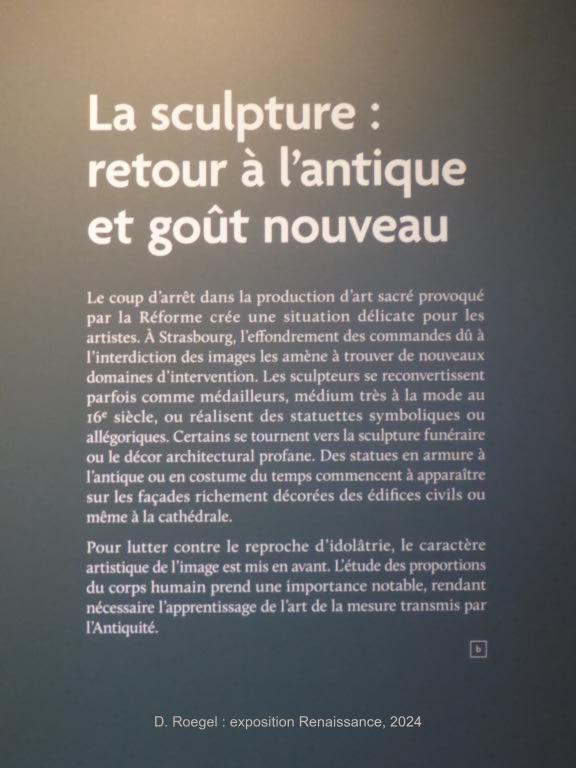 La sculpture :
retour à l’antique
et goût nouveau
Le coup d’arrêt dans la production d’art sacré provoqué
par la Réforme crée une situation délicate pour les
artistes. À Strasbourg, l’effondrement des commandes dû à
l’interdiction des images les amène à trouver de nouveaux
domaines d’intervention. Les sculpteurs se reconvertissent
parfois comme médailleurs, médium très à la mode au
16e siècle, ou réalisent des statuettes symboliques ou
allégoriques. Certains se tournent vers la sculpture funéraire
ou le décor architectural profane. Des statues en armure à
l’antique ou en costume du temps commencent à apparaître
sur les façades richement décorées des édifices civils ou
même à la cathédrale.
Pour lutter contre le reproche d’idolâtrie, le caractère
artistique de l’image est mis en avant. L’étude des proportions
du corps humain prend une importance notable, rendant
nécessaire l’apprentissage de l’art de la mesure transmis par
l’Antiquité.
b
D. Roegel : exposition Renaissance, 2024